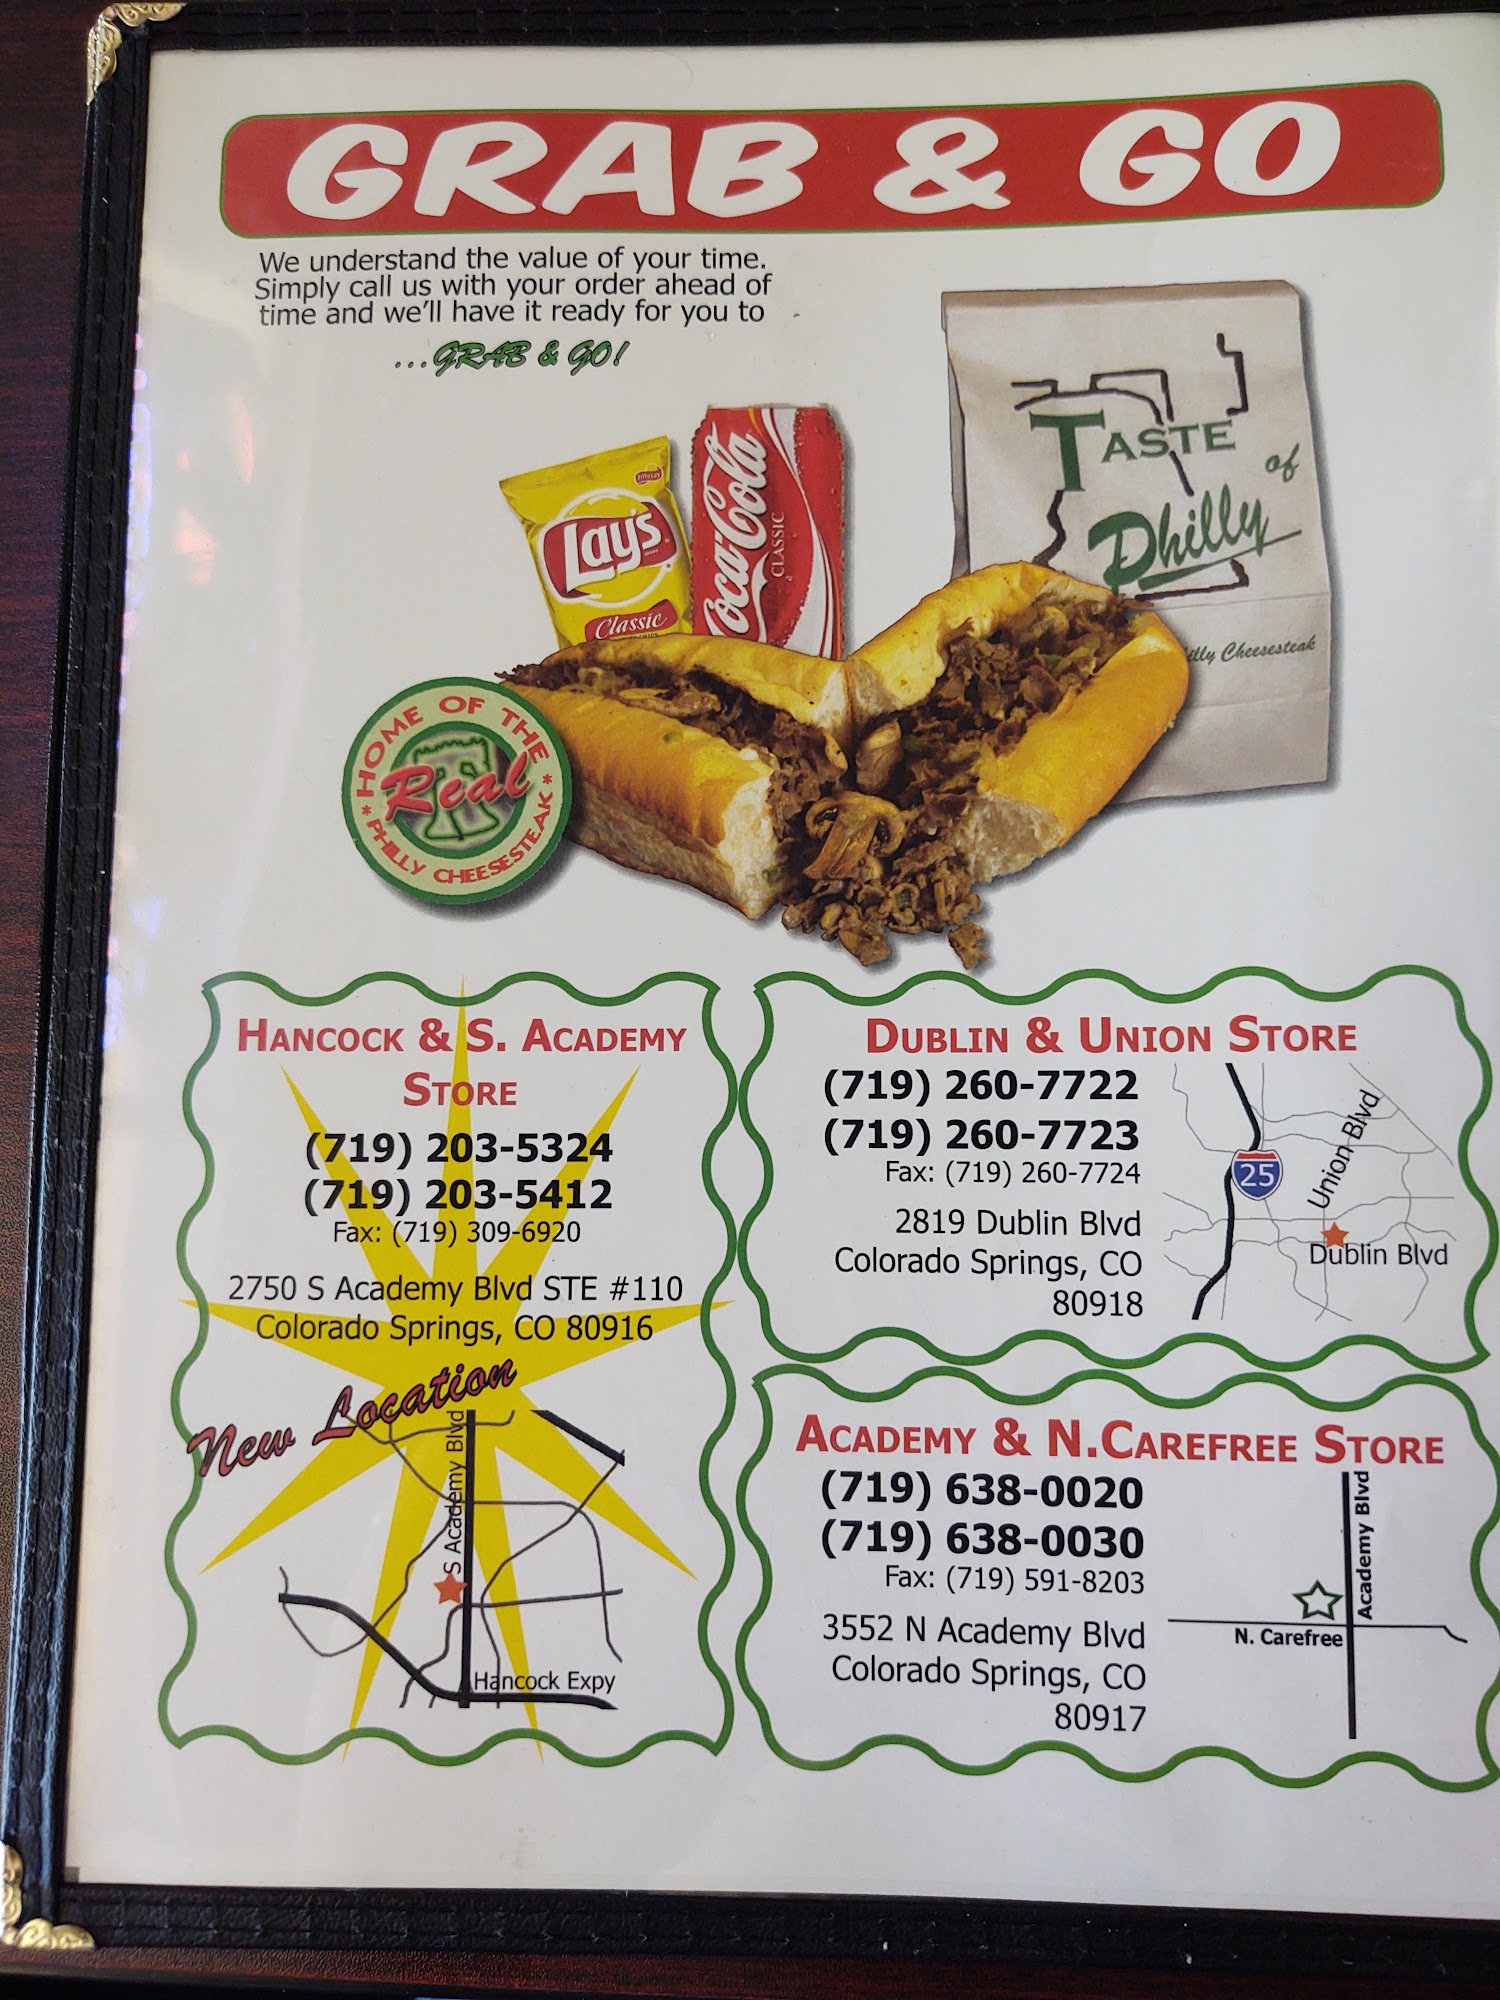 GRAB & GO
We understand the value of your time.
Simply call us with your order ahead of
time and we'll have it ready for you to
...GRAB & GO!
TASTE
of
Philly
illy Cheesesteak
Lay's
Classic
Coca-Cola
CLASSIC
HOME OF THE
Real
* PHILLY CHEESESTEAK *
HANCOCK & S. ACADEMY
STORE
(719) 203-5324
(719) 203-5412
Fax: (719) 309-6920
2750 S Academy Blvd STE #110
Colorado Springs, CO 80916
New Location
S Academy Blvd
Hancock Expy
DUBLIN & UNION STORE
(719) 260-7722
(719) 260-7723
Fax: (719) 260-7724
2819 Dublin Blvd
Colorado Springs, CO
80918
25
Union Blvd
Dublin Blvd
ACADEMY & N.CAREFREE STORE
(719) 638-0020
(719) 638-0030
Fax: (719) 591-8203
3552 N Academy Blvd
Colorado Springs, CO
80917
Academy Blvd
N. Carefree